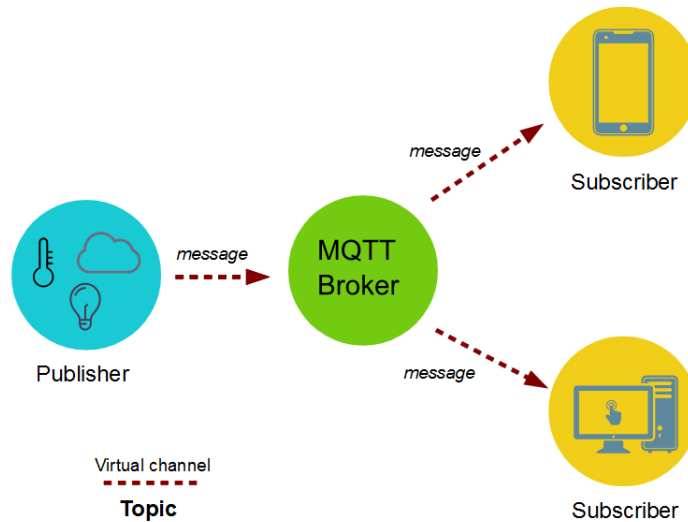 message
Subscriber
message
MQTT
Broker
Publisher
message
Virtual channel
Topic
Subscriber